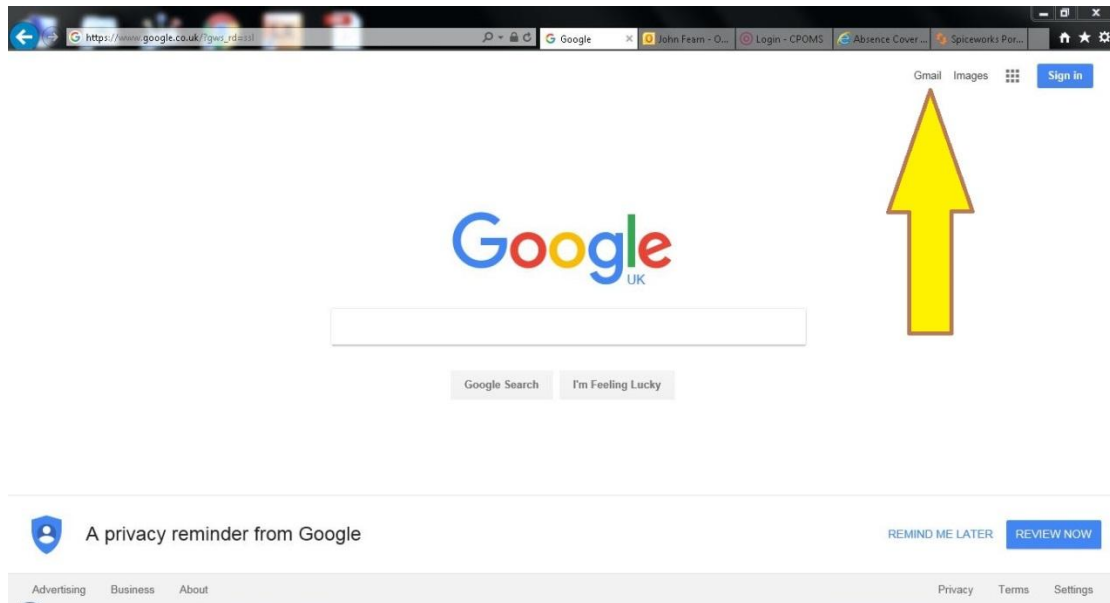 https://www.google.co.uk/?gws_rd=ssl
Google
John Fearn - O...
Login - CPOMS
Absence Cover ...
Spiceworks Por...
Gmail Images
Sign in
Google
UK
Google Search I'm Feeling Lucky
A privacy reminder from Google
REMIND ME LATER REVIEW NOW
Advertising Business About
Privacy Terms Settings